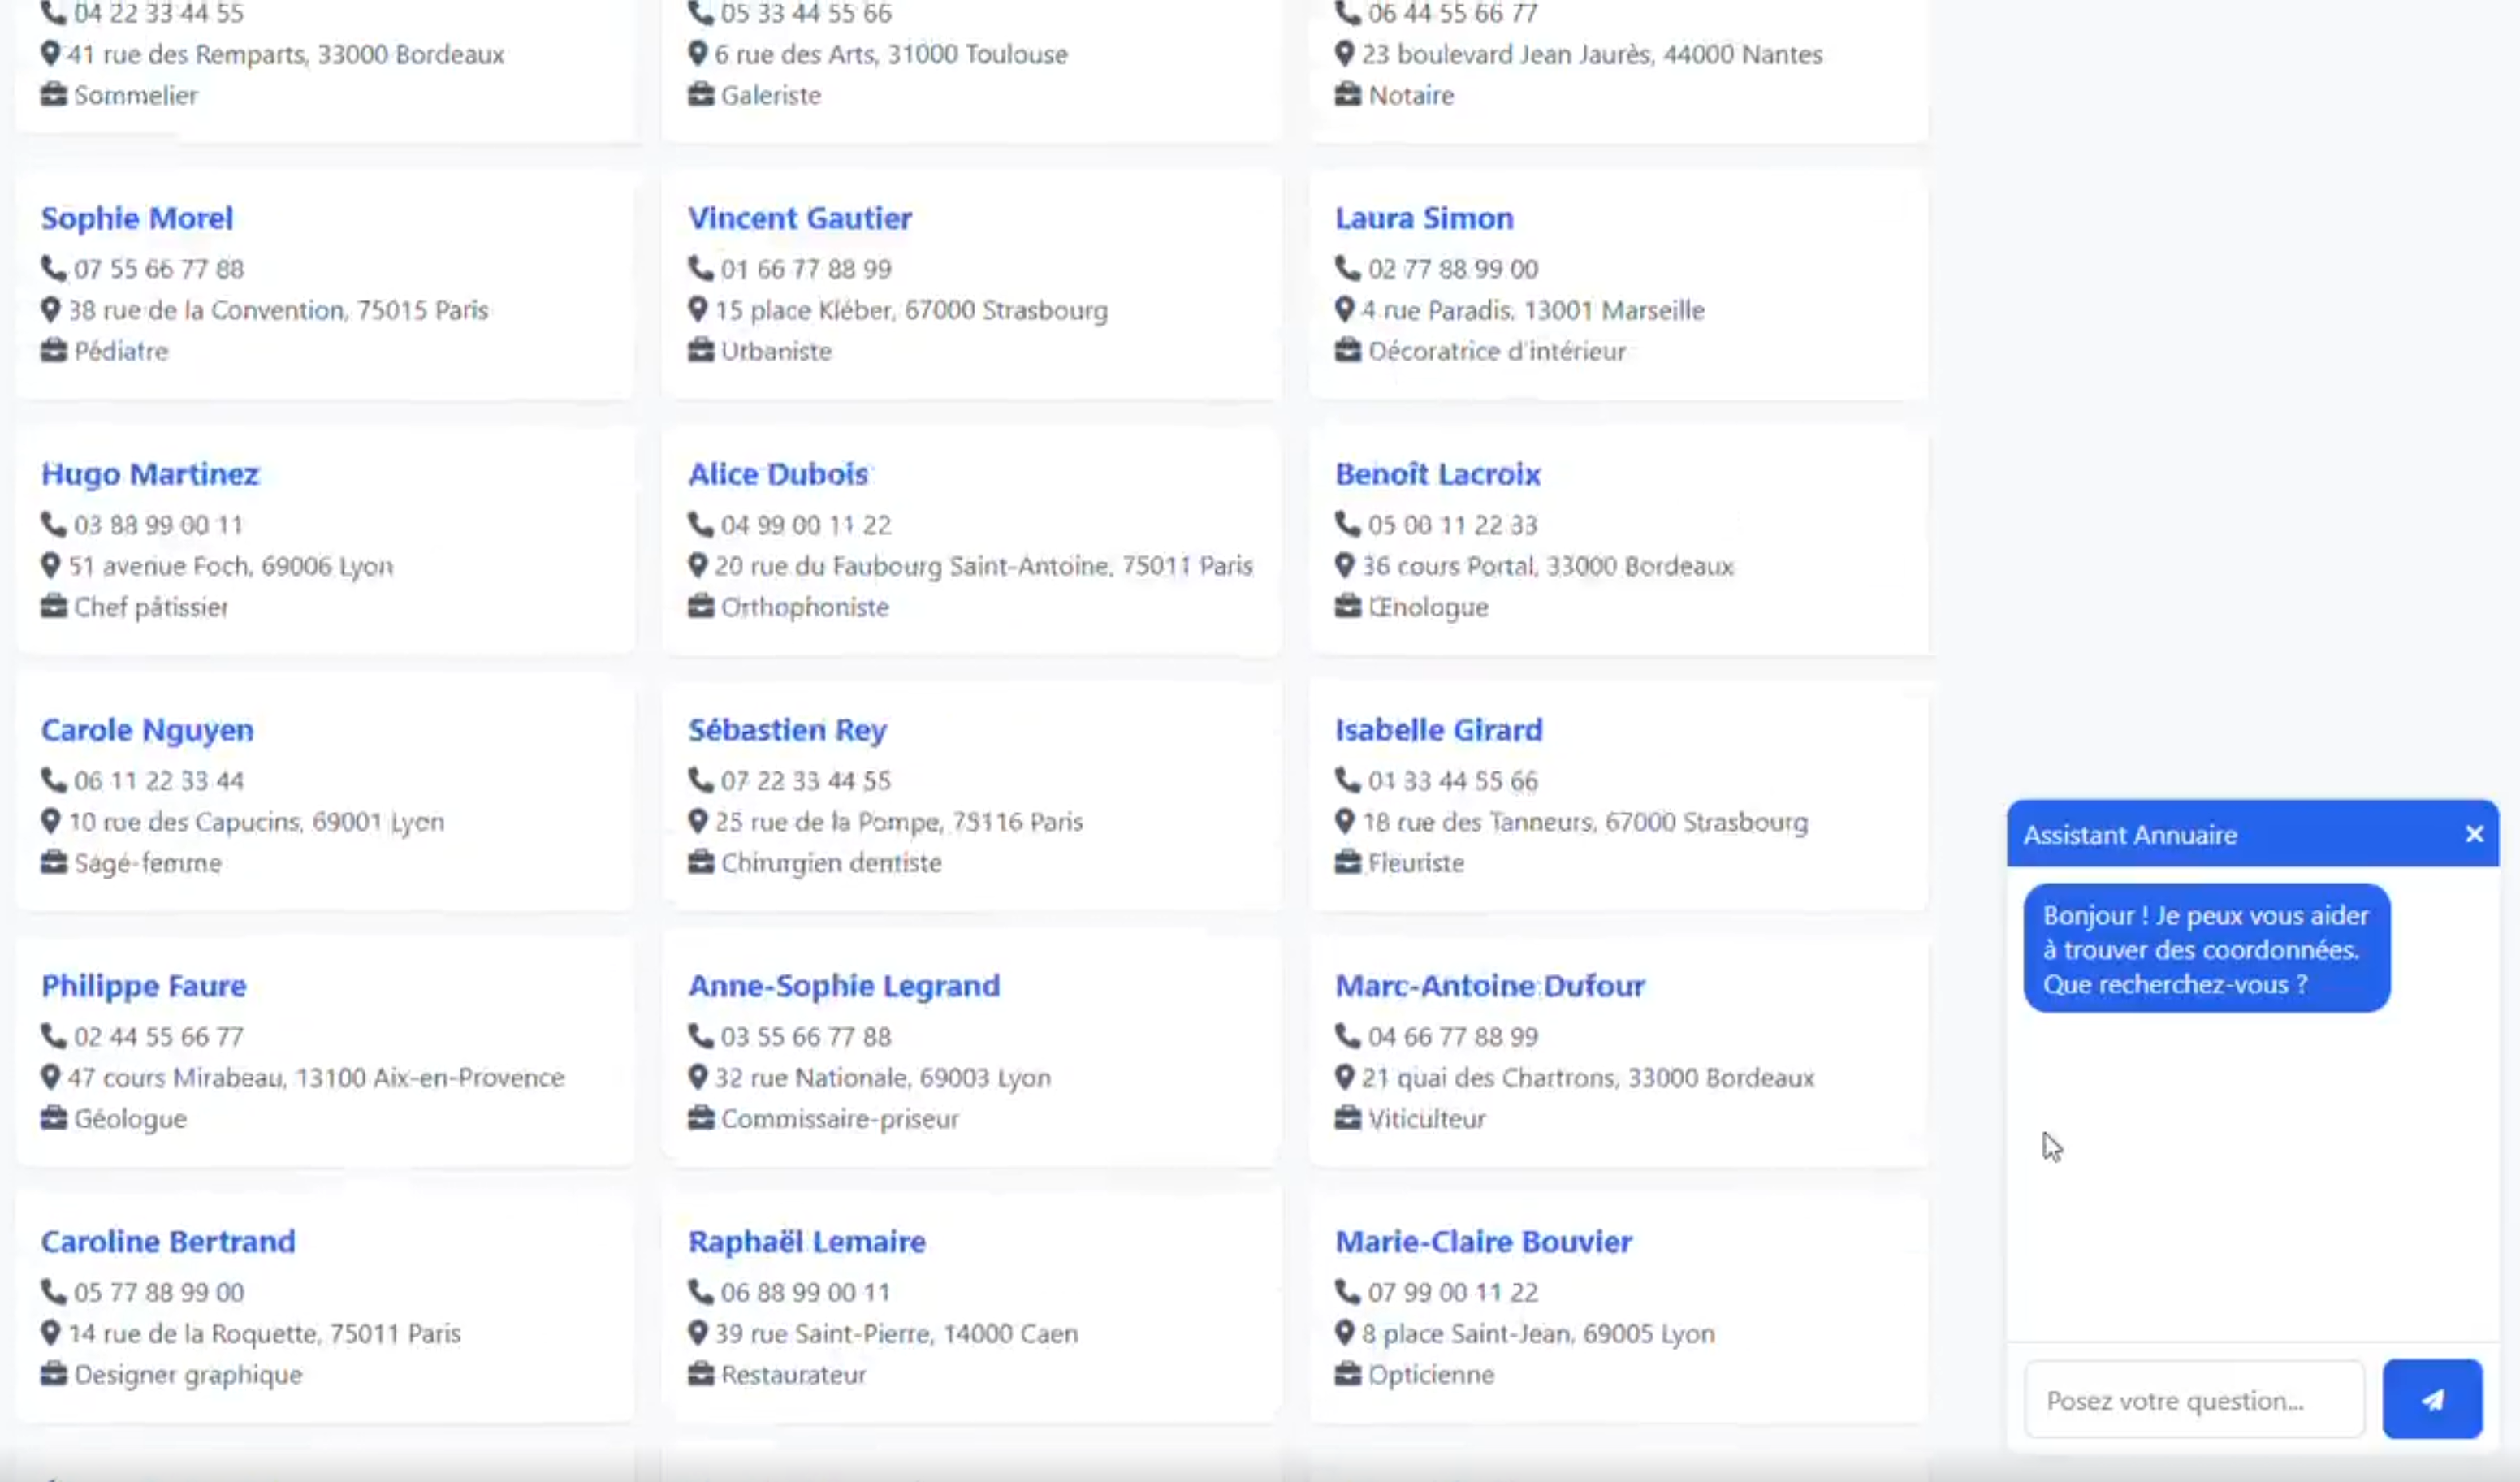 04 22 33 44 55
41 rue des Remparts, 33000 Bordeaux
Sommelier
05 33 44 55 66
6 rue des Arts, 31000 Toulouse
Galeriste
06 44 55 66 77
23 boulevard Jean Jaurès, 44000 Nantes
Notaire
Sophie Morel
07 55 66 77 88
38 rue de la Convention, 75015 Paris
Pédiatre
Vincent Gautier
01 66 77 88 99
15 place Kléber, 67000 Strasbourg
Urbaniste
Laura Simon
02 77 88 99 00
4 rue Paradis, 13001 Marseille
Décoratrice d'intérieur
Hugo Martinez
03 88 99 00 11
51 avenue Foch, 69006 Lyon
Chef pâtissier
Alice Dubois
04 99 00 11 22
20 rue du Faubourg Saint-Antoine, 75011 Paris
Orthophoniste
Benoît Lacroix
05 00 11 22 33
36 cours Portal, 33000 Bordeaux
Œnologue
Carole Nguyen
06 11 22 33 44
10 rue des Capucins, 69001 Lyon
Sage-femme
Sébastien Rey
07 22 33 44 55
25 rue de la Pompe, 75116 Paris
Chirurgien dentiste
Isabelle Girard
01 33 44 55 66
18 rue des Tanneurs, 67000 Strasbourg
Fleuriste
Philippe Faure
02 44 55 66 77
47 cours Mirabeau, 13100 Aix-en-Provence
Géologue
Anne-Sophie Legrand
03 55 66 77 88
32 rue Nationale, 69003 Lyon
Commissaire-priseur
Marc-Antoine Dufour
04 66 77 88 99
21 quai des Chartrons, 33000 Bordeaux
Viticulteur
Caroline Bertrand
05 77 88 99 00
14 rue de la Roquette, 75011 Paris
Designer graphique
Raphaël Lemaire
06 88 99 00 11
39 rue Saint-Pierre, 14000 Caen
Restaurateur
Marie-Claire Bouvier
07 99 00 11 22
8 place Saint-Jean, 69005 Lyon
Opticienne
Assistant Annuaire
Bonjour ! Je peux vous aider
à trouver des coordonnées.
Que recherchez-vous ?
Posez votre question...